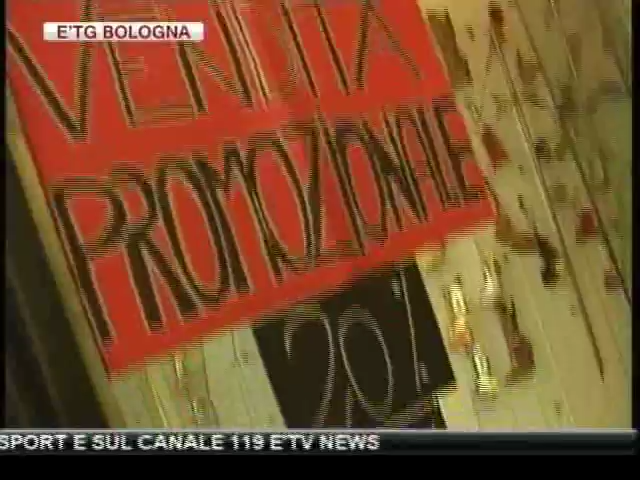 E'TG BOLOGNA
VENDITA
PROMOZIONALE
20%
SPORT E SUL CANALE 119 E'TV NEWS